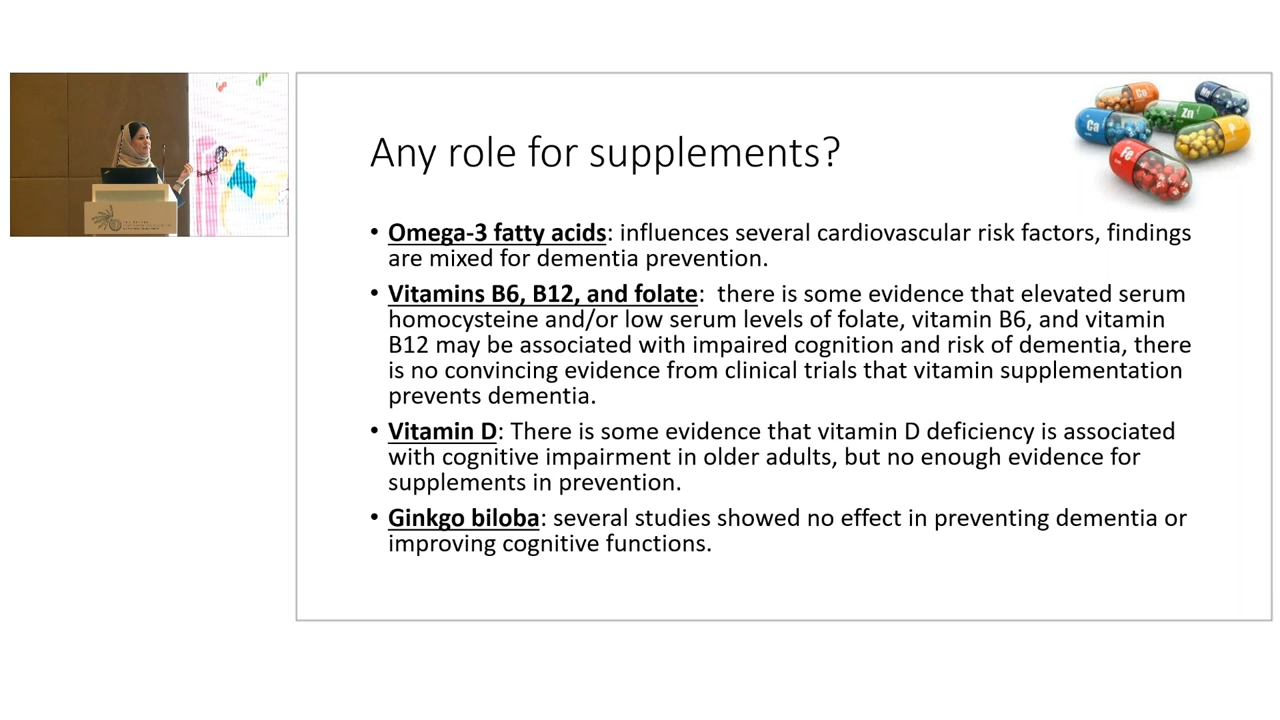 Any role for supplements?
• Omega-3 fatty acids: influences several cardiovascular risk factors, findings
are mixed for dementia prevention.
• Vitamins B6, B12, and folate:  there is some evidence that elevated serum
homocysteine and/or low serum levels of folate, vitamin B6, and vitamin
B12 may be associated with impaired cognition and risk of dementia, there
is no convincing evidence from clinical trials that vitamin supplementation
prevents dementia.
• Vitamin D: There is some evidence that vitamin D deficiency is associated
with cognitive impairment in older adults, but no enough evidence for
supplements in prevention.
• Ginkgo biloba: several studies showed no effect in preventing dementia or
improving cognitive functions.
Co
Mn
Ca
Zn
Fe